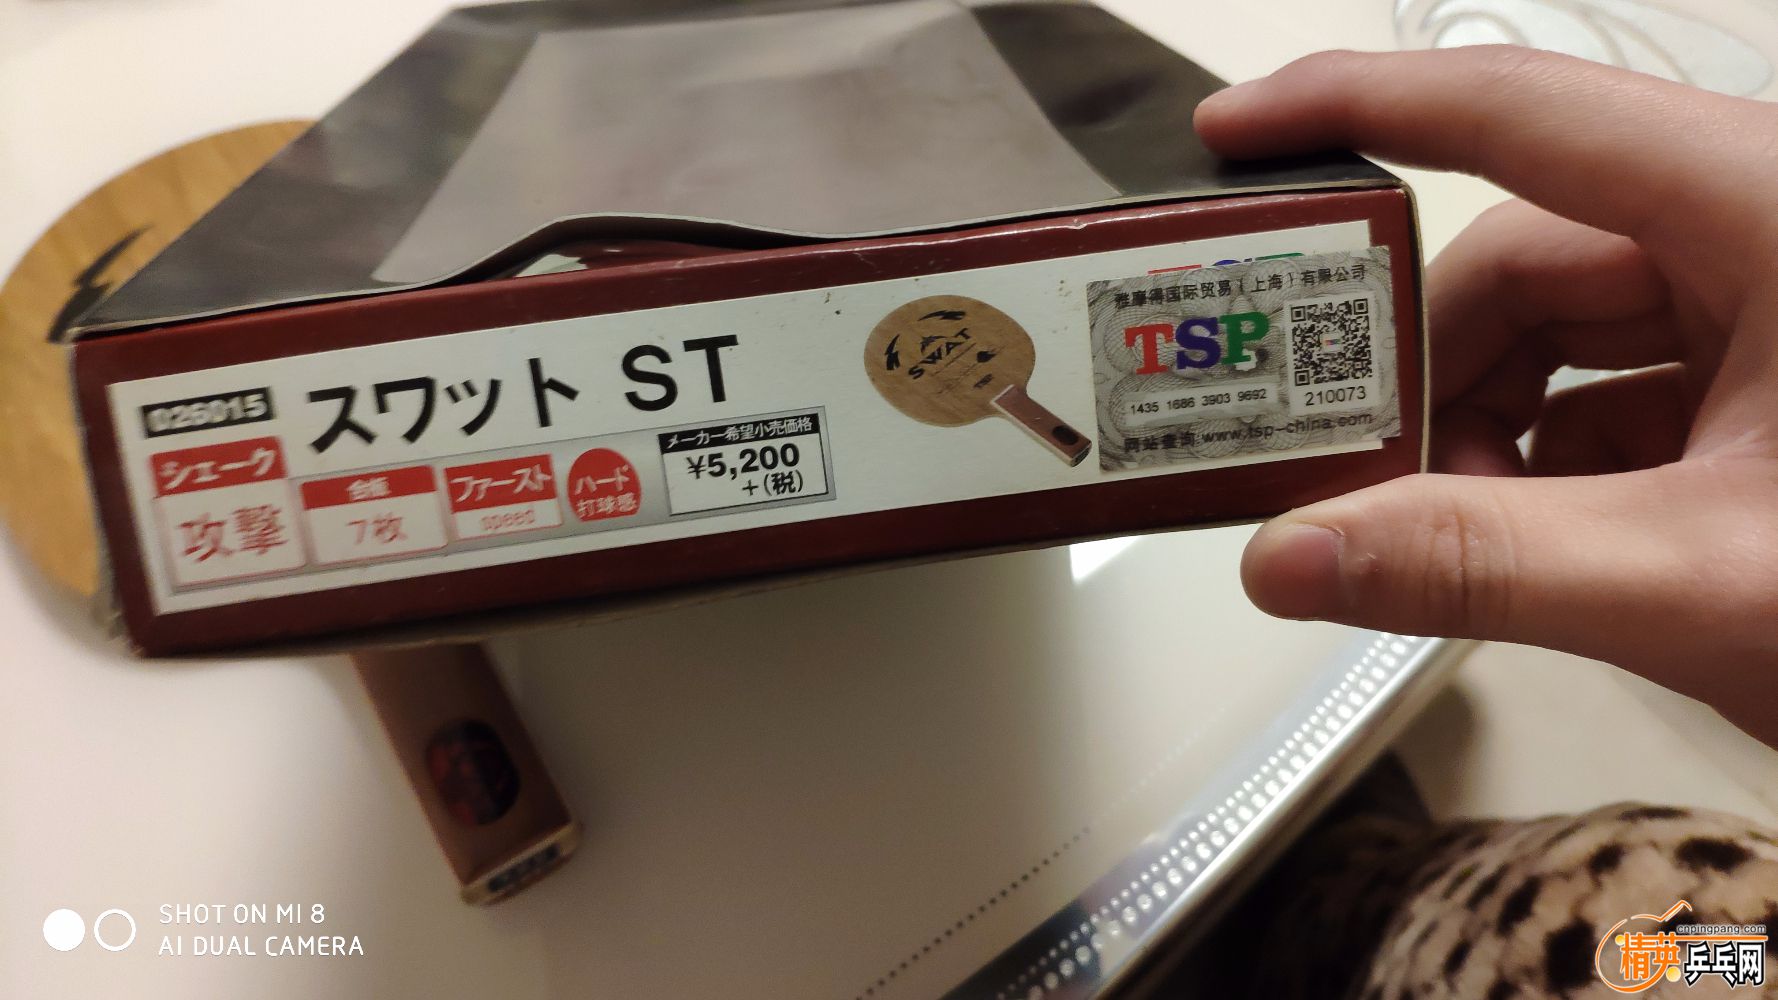 026015
スワット ST
シェーク
攻撃
合板
7枚
ファースト
speed
ハード
打球感
メーカー希望小売価格
¥5,200
+(税)
SWAT
雅摩得国际贸易(上海)有限公司
TSP
1435 1686 3903 9692
210073
网站查询:www.tsp-china.com
SHOT ON MI 8
AI DUAL CAMERA
cnpingpang.com
精英乒乓网